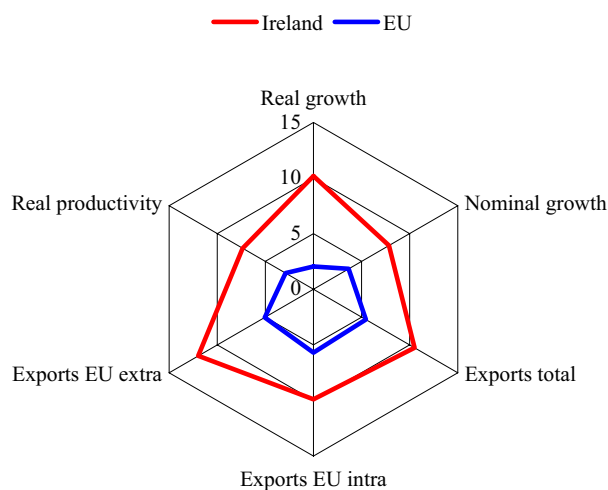 Ireland EU
Real growth
15
Real productivity
10
Nominal growth
5
0
Exports EU extra
Exports total
Exports EU intra